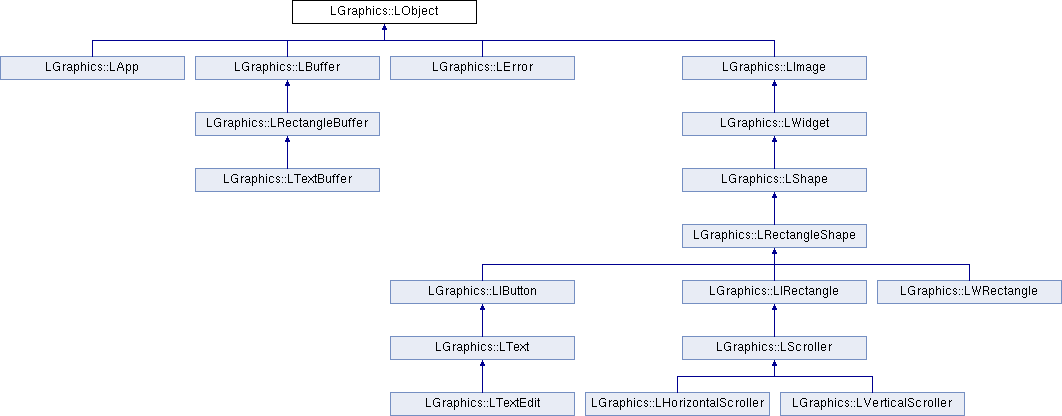 LGraphics::LObject
LGraphics::LApp
LGraphics::LBuffer
LGraphics::LError
LGraphics::LImage
LGraphics::LRectangleBuffer
LGraphics::LWidget
LGraphics::LTextBuffer
LGraphics::LShape
LGraphics::LRectangleShape
LGraphics::LIButton
LGraphics::LIRectangle
LGraphics::LWRectangle
LGraphics::LText
LGraphics::LScroller
LGraphics::LTextEdit
LGraphics::LHorizontalScroller
LGraphics::LVerticalScroller